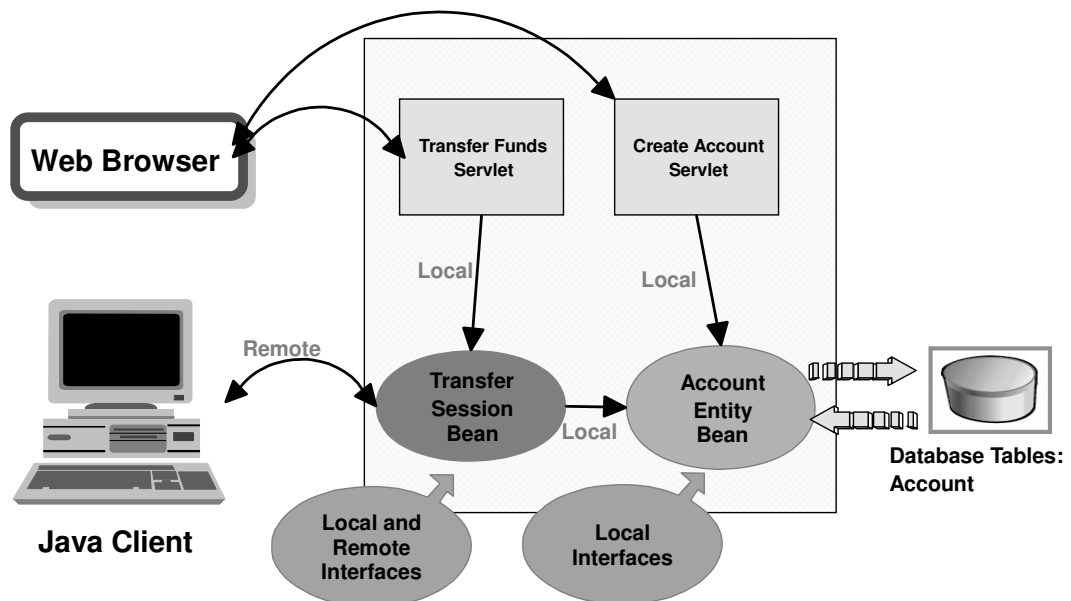 Web Browser
Transfer Funds
Servlet
Create Account
Servlet
Local
Local
Remote
Transfer
Session
Bean
Local
Account
Entity
Bean
Database Tables:
Account
Java Client
Local and
Remote
Interfaces
Local
Interfaces